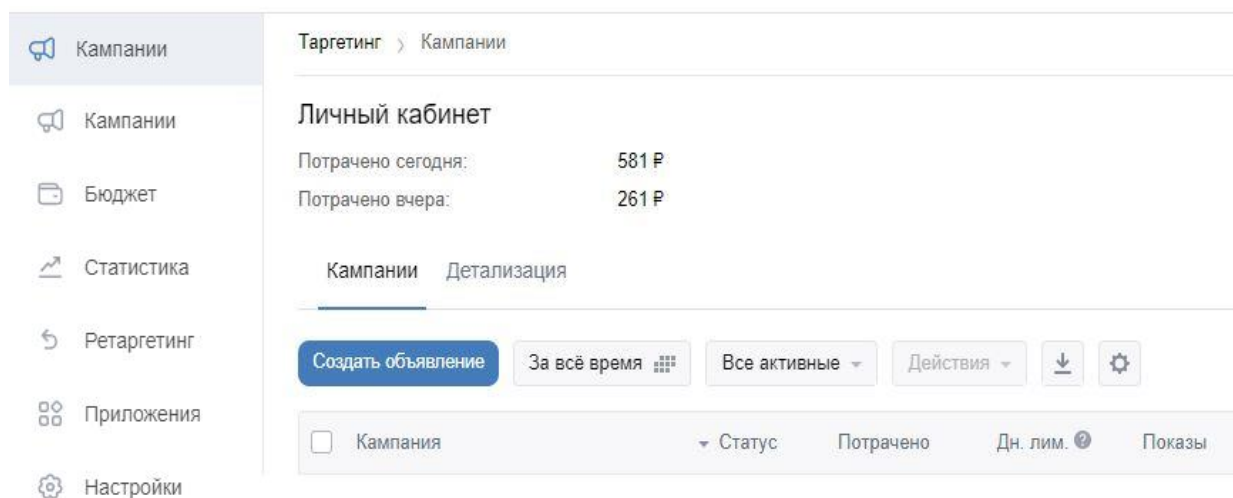 Кампании
Кампании
Бюджет
Статистика
Ретаргетинг
Приложения
Настройки
Таргетинг > Кампании
Личный кабинет
Потрачено сегодня: 581 ₽
Потрачено вчера: 261 ₽
Кампании Детализация
Создать объявление За всё время Все активные Действия
Кампания Статус Потрачено Дн. лим. ? Показы